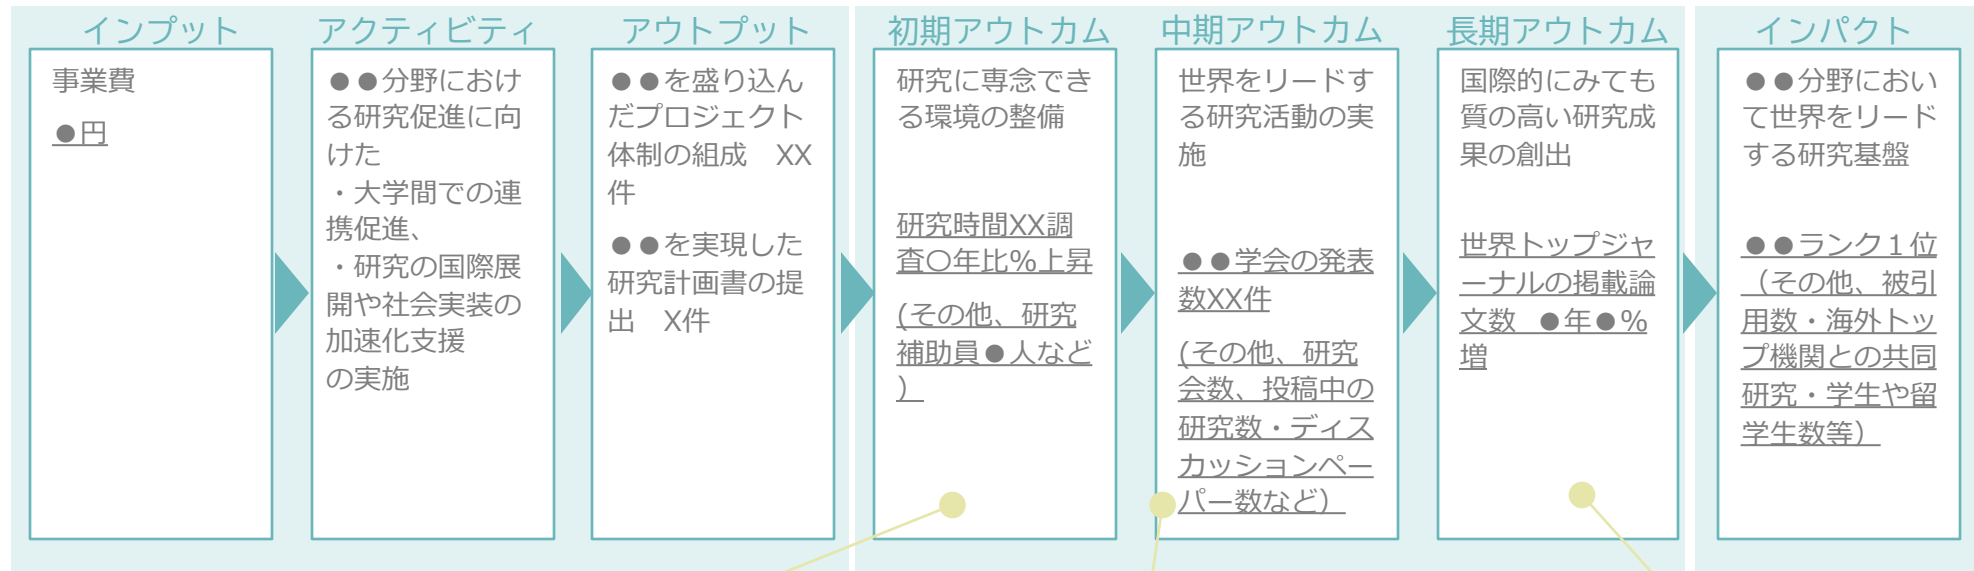 インプット
事業費
●円
アクティビティ
●●分野におけ
る研究促進に向
けた
・大学間での連
携促進、
・研究の国際展
開や社会実装の
加速化支援
の実施
アウトプット
●●を盛り込ん
だプロジェクト
体制の組成　XX
件
●●を実現した
研究計画書の提
出　X件
初期アウトカム
研究に専念でき
る環境の整備
研究時間XX調
査〇年比%上昇
(その他、研究
補助員●人など
）
中期アウトカム
世界をリードす
る研究活動の実
施
●●学会の発表
数XX件
(その他、研究
会数、投稿中の
研究数・ディス
カッションペー
パー数など）
長期アウトカム
国際的にみても
質の高い研究成
果の創出
世界トップジャ
ーナルの掲載論
文数　●年●%
増
インパクト
●●分野におい
て世界をリード
する研究基盤
●●ランク１位
（その他、被引
用数・海外トッ
プ機関との共同
研究・学生や留
学生数等）